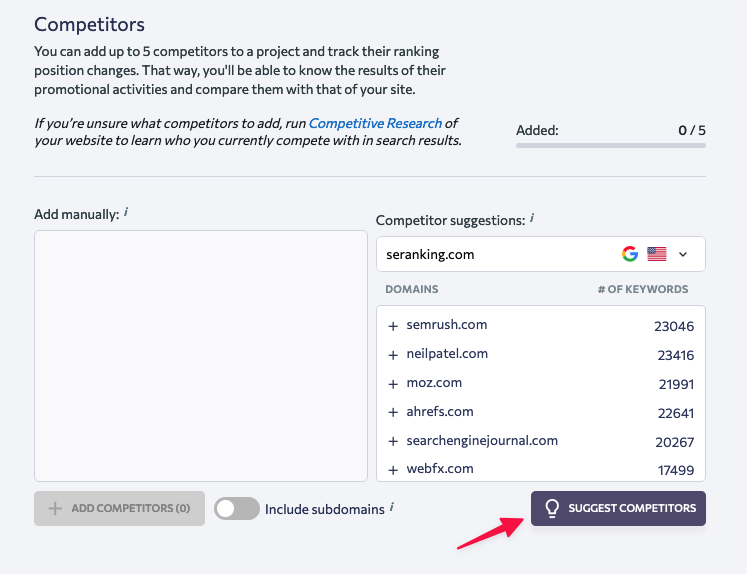 Competitors
You can add up to 5 competitors to a project and track their ranking
position changes. That way, you'll be able to know the results of their
promotional activities and compare them with that of your site.
If you're unsure what competitors to add, run Competitive Research of
your website to learn who you currently compete with in search results.
Added: 0 / 5
Add manually: i
Competitor suggestions: i
seranking.com
DOMAINS # OF KEYWORDS
+ semrush.com 23046
+ neilpatel.com 23416
+ moz.com 21991
+ ahrefs.com 22641
+ searchenginejournal.com 20267
+ webfx.com 17499
+ ADD COMPETITORS (0)
Include subdomains i
SUGGEST COMPETITORS